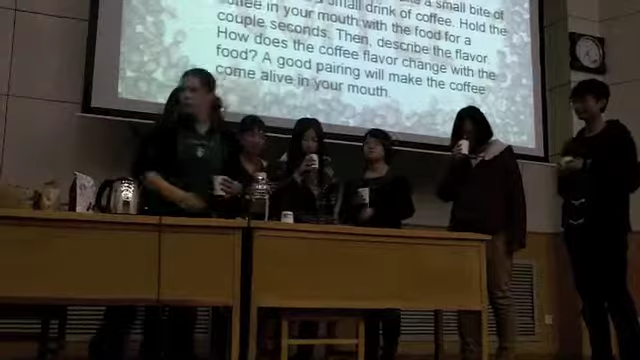 small bite of
small drink of coffee. Hold the
coffee in your mouth with the food for a
couple seconds. Then, describe the flavor.
How does the coffee flavor change with the
food? A good pairing will make the coffee
come alive in your mouth.